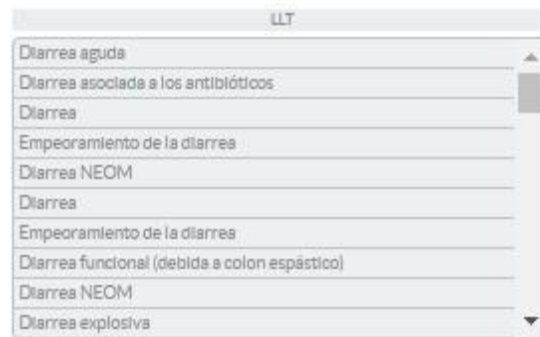 LLT
Diarrea aguda
Diarrea asociada a los antibióticos
Diarrea
Empeoramiento de la diarrea
Diarrea NEOM
Diarrea
Empeoramiento de la diarrea
Diarrea funcional (debida a colon espástico)
Diarrea NEOM
Diarrea explosiva